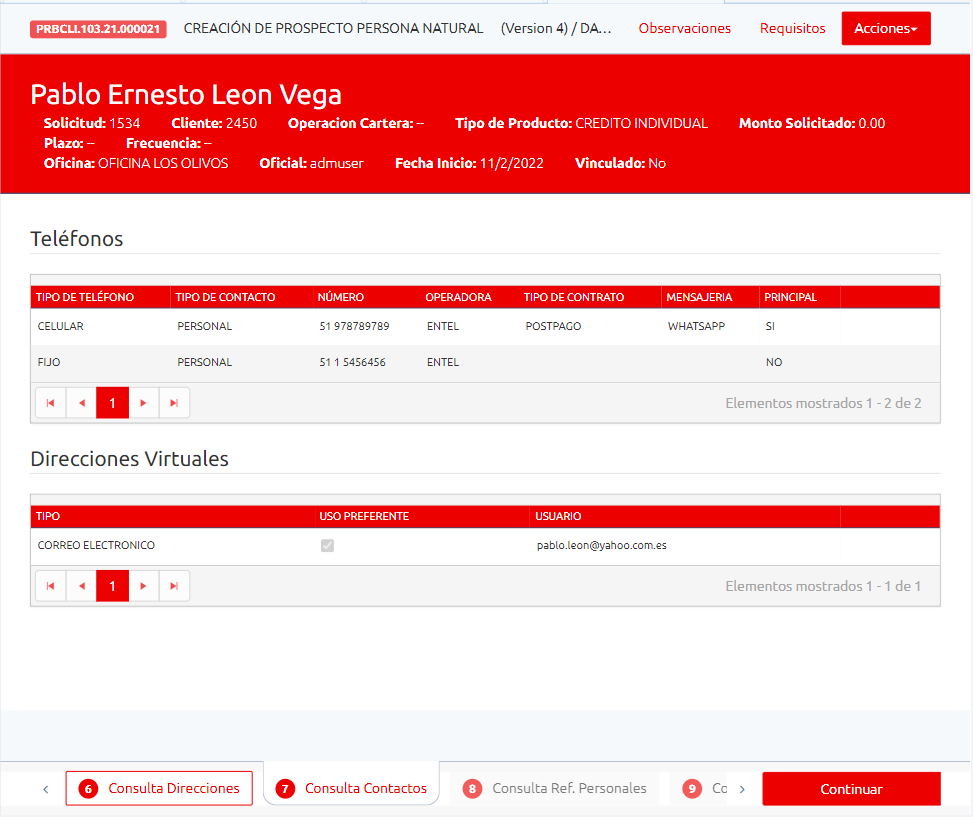 PRBCLI.103.21.000021 CREACIÓN DE PROSPECTO PERSONA NATURAL (Version 4) / DA... Observaciones Requisitos Acciones
Pablo Ernesto Leon Vega
Solicitud: 1534 Cliente: 2450 Operacion Cartera: -- Tipo de Producto: CREDITO INDIVIDUAL Monto Solicitado: 0.00
Plazo: -- Frecuencia: --
Oficina: OFICINA LOS OLIVOS Oficial: admuser Fecha Inicio: 11/2/2022 Vinculado: No
Teléfonos
TIPO DE TELÉFONO TIPO DE CONTACTO NÚMERO OPERADORA TIPO DE CONTRATO MENSAJERIA PRINCIPAL
CELULAR PERSONAL 51 978789789 ENTEL POSTPAGO WHATSAPP SI
FIJO PERSONAL 51 1 5456456 ENTEL NO
1 Elementos mostrados 1 - 2 de 2
Direcciones Virtuales
TIPO USO PREFERENTE USUARIO
CORREO ELECTRONICO pablo.leon@yahoo.com.es
1 Elementos mostrados 1 - 1 de 1
6 Consulta Direcciones 7 Consulta Contactos 8 Consulta Ref. Personales 9 Co Continuar